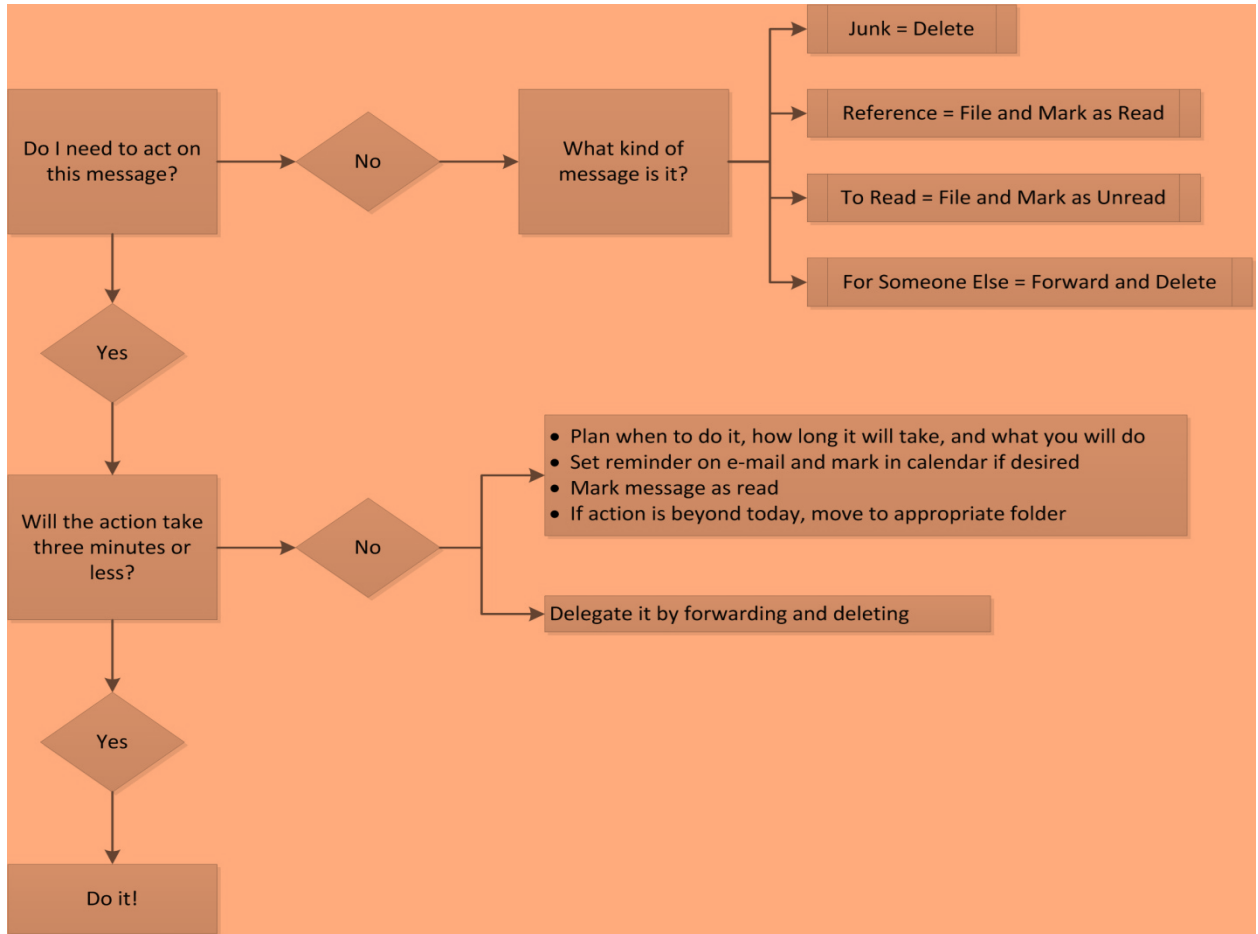 Do I need to act on
this message?
No
What kind of
message is it?
Junk = Delete
Reference = File and Mark as Read
To Read = File and Mark as Unread
For Someone Else = Forward and Delete
Yes
Will the action take
three minutes or
less?
No
• Plan when to do it, how long it will take, and what you will do
• Set reminder on e-mail and mark in calendar if desired
• Mark message as read
• If action is beyond today, move to appropriate folder
Delegate it by forwarding and deleting
Yes
Do it!